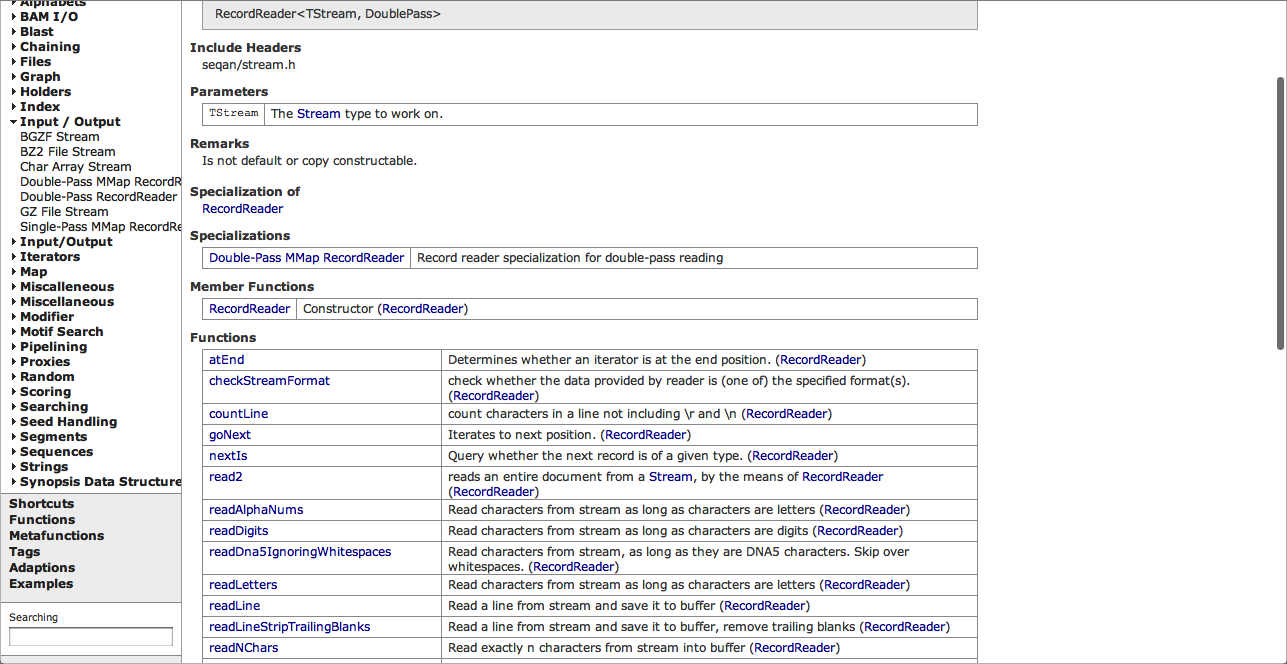 Alphabets
BAM I/O
Blast
Chaining
Files
Graph
Holders
Index
Input / Output
BGZF Stream
BZ2 File Stream
Char Array Stream
Double-Pass MMap RecordR
Double-Pass RecordReader
GZ File Stream
Single-Pass MMap RecordRe
Input/Output
Iterators
Map
Miscalleneous
Miscellaneous
Modifier
Motif Search
Pipelining
Proxies
Random
Scoring
Searching
Seed Handling
Segments
Sequences
Strings
Synopsis Data Structure
Shortcuts
Functions
Metafunctions
Tags
Adaptions
Examples
Searching
RecordReader<TStream, DoublePass>
Include Headers
seqan/stream.h
Parameters
TStream The Stream type to work on.
Remarks
Is not default or copy constructable.
Specialization of
RecordReader
Specializations
Double-Pass MMap RecordReader Record reader specialization for double-pass reading
Member Functions
RecordReader Constructor (RecordReader)
Functions
atEnd Determines whether an iterator is at the end position. (RecordReader)
checkStreamFormat check whether the data provided by reader is (one of) the specified format(s).
(RecordReader)
countLine count characters in a line not including \r and \n (RecordReader)
goNext Iterates to next position. (RecordReader)
nextIs Query whether the next record is of a given type. (RecordReader)
read2 reads an entire document from a Stream, by the means of RecordReader
(RecordReader)
readAlphaNums Read characters from stream as long as characters are letters (RecordReader)
readDigits Read characters from stream as long as characters are digits (RecordReader)
readDna5IgnoringWhitespaces Read characters from stream, as long as they are DNA5 characters. Skip over
whitespaces. (RecordReader)
readLetters Read characters from stream as long as characters are letters (RecordReader)
readLine Read a line from stream and save it to buffer (RecordReader)
readLineStripTrailingBlanks Read a line from stream and save it to buffer, remove trailing blanks (RecordReader)
readNChars Read exactly n characters from stream into buffer (RecordReader)